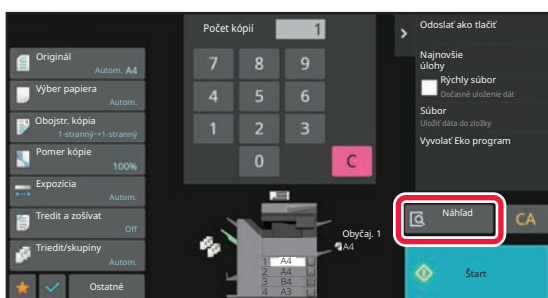 Originál
Autom. A4
Výber papiera
Autom.
Obojstr. kópia
1-stranný→1-stranný
Pomer kópie
100%
Expozícia
Autom.
Tredit a zošívat
Off
Triedit/skupiny
Autom.
Ostatné
Počet kópií
1
7 8 9
4 5 6
1 2 3
0 C
Obyčaj. 1
A4
1 A4
2 A4
3 B4
4 A3
Odoslať ako tlačiť
Najnovšie
úlohy
Rýchly súbor
Dočasné uloženie dát
Súbor
Uložiť dáta do zložky
Vyvolať Eko program
Náhľad
CA
Štart